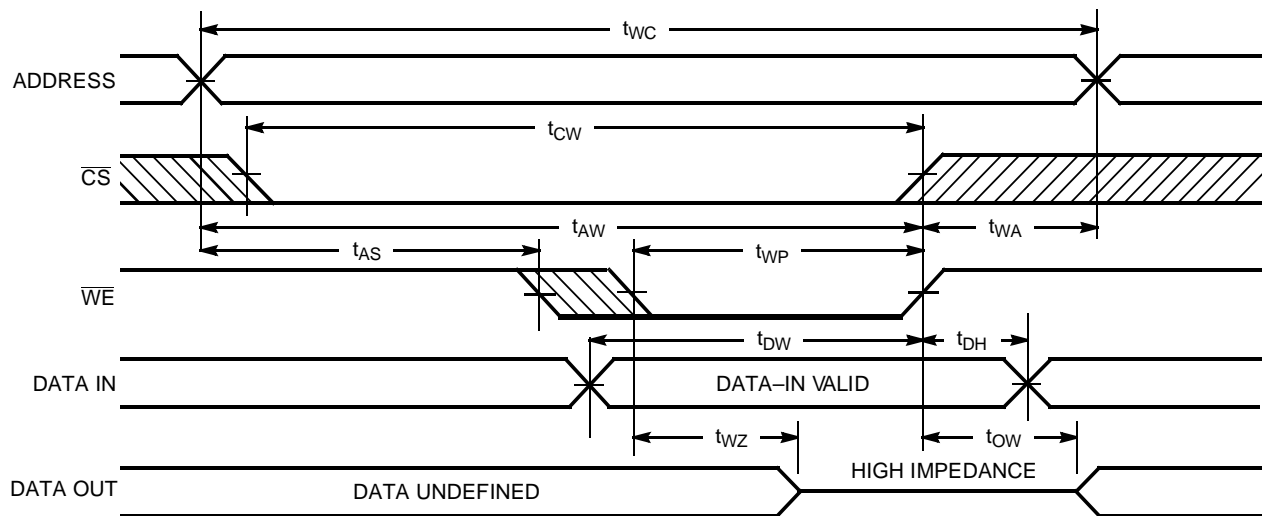 tWC
ADDRESS
tCW
CS
tAW
tWA
tAS
tWP
WE
tDW
tDH
DATA IN
DATA–IN VALID
tWZ
tOW
HIGH IMPEDANCE
DATA OUT
DATA UNDEFINED